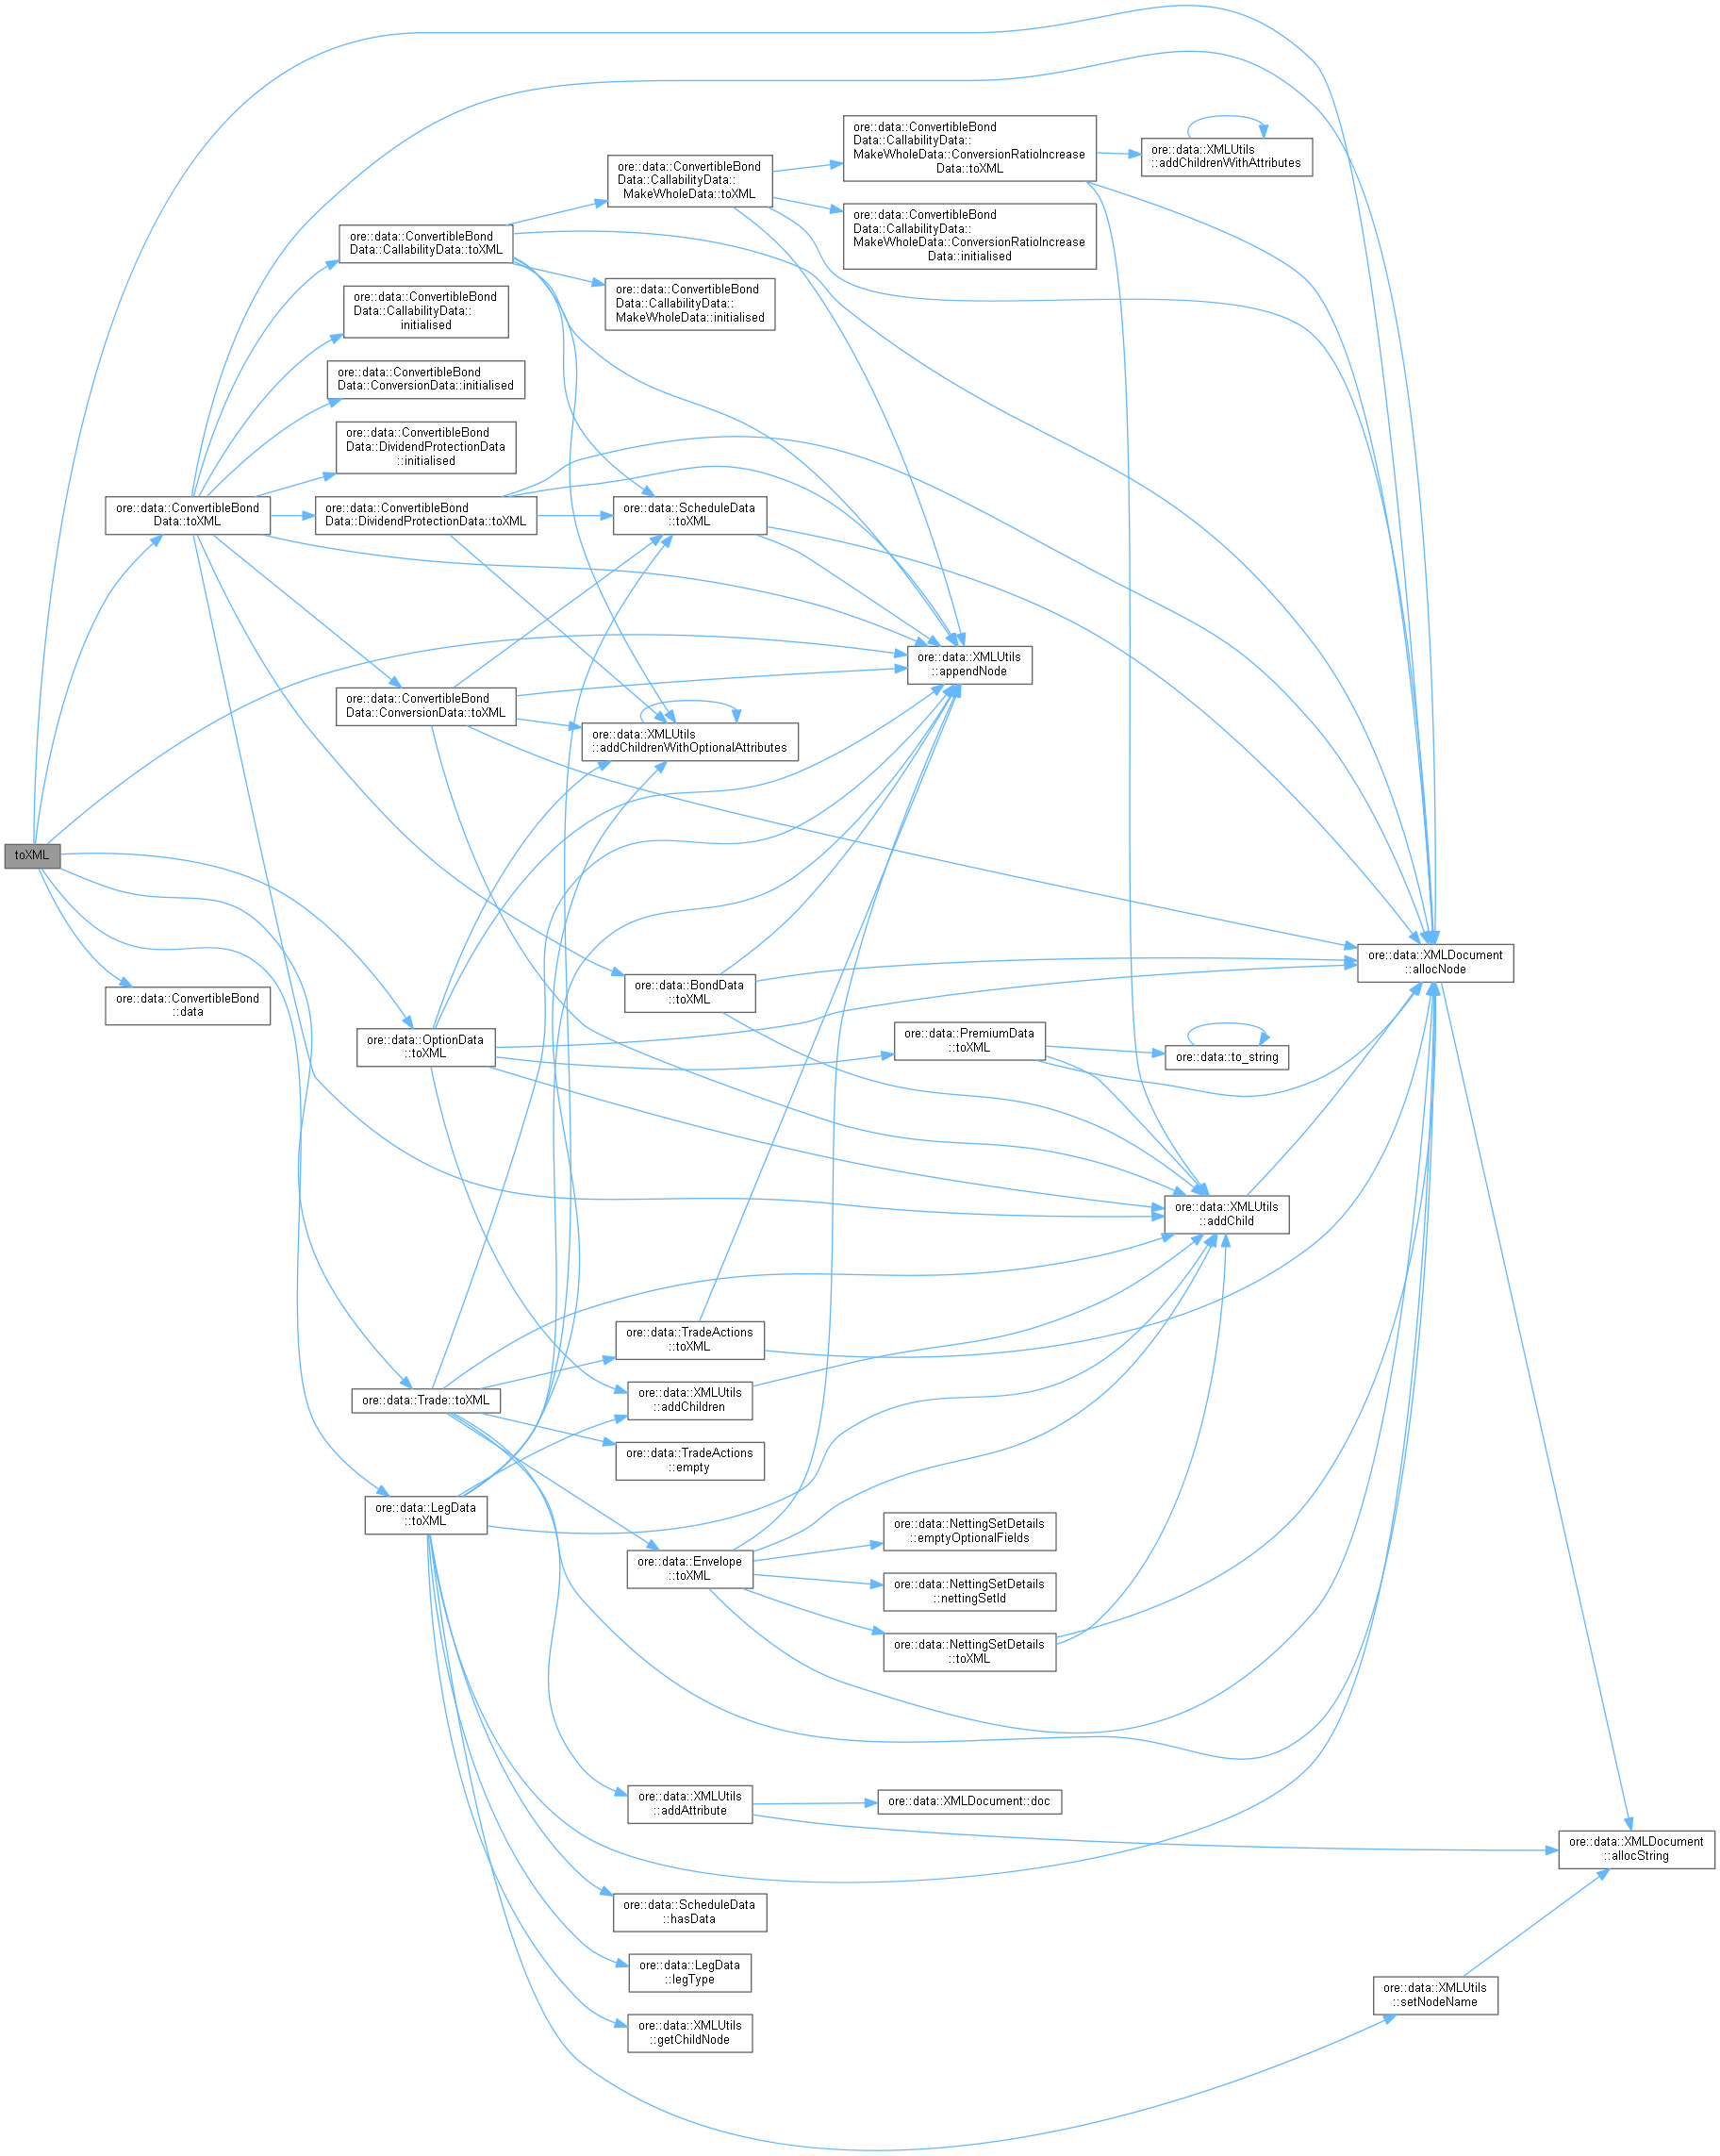 ore::data::ConvertibleBond
Data::CallabilityData::
MakeWholeData::ConversionRatioIncrease
Data::toXML
ore::data::XMLUtils
::addChildrenWithAttributes
ore::data::ConvertibleBond
Data::CallabilityData::
MakeWholeData::toXML
ore::data::ConvertibleBond
Data::CallabilityData::
MakeWholeData::ConversionRatioIncrease
Data::initialised
ore::data::ConvertibleBond
Data::CallabilityData::toXML
ore::data::ConvertibleBond
Data::CallabilityData::
MakeWholeData::initialised
ore::data::ConvertibleBond
Data::CallabilityData::
initialised
ore::data::ConvertibleBond
Data::ConversionData::initialised
ore::data::ConvertibleBond
Data::DividendProtectionData
::initialised
ore::data::ConvertibleBond
Data::toXML
ore::data::ConvertibleBond
Data::DividendProtectionData::toXML
ore::data::ScheduleData
::toXML
ore::data::XMLUtils
::appendNode
ore::data::ConvertibleBond
Data::ConversionData::toXML
ore::data::XMLUtils
::addChildrenWithOptionalAttributes
toXML
ore::data::XMLDocument
::allocNode
ore::data::BondData
::toXML
ore::data::ConvertibleBond
::data
ore::data::OptionData
::toXML
ore::data::PremiumData
::toXML
ore::data::to_string
ore::data::XMLUtils
::addChild
ore::data::TradeActions
::toXML
ore::data::Trade::toXML
ore::data::XMLUtils
::addChildren
ore::data::TradeActions
::empty
ore::data::LegData
::toXML
ore::data::NettingSetDetails
::emptyOptionalFields
ore::data::Envelope
::toXML
ore::data::NettingSetDetails
::nettingSetId
ore::data::NettingSetDetails
::toXML
ore::data::XMLUtils
::addAttribute
ore::data::XMLDocument::doc
ore::data::XMLDocument
::allocString
ore::data::ScheduleData
::hasData
ore::data::LegData
::legType
ore::data::XMLUtils
::setNodeName
ore::data::XMLUtils
::getChildNode